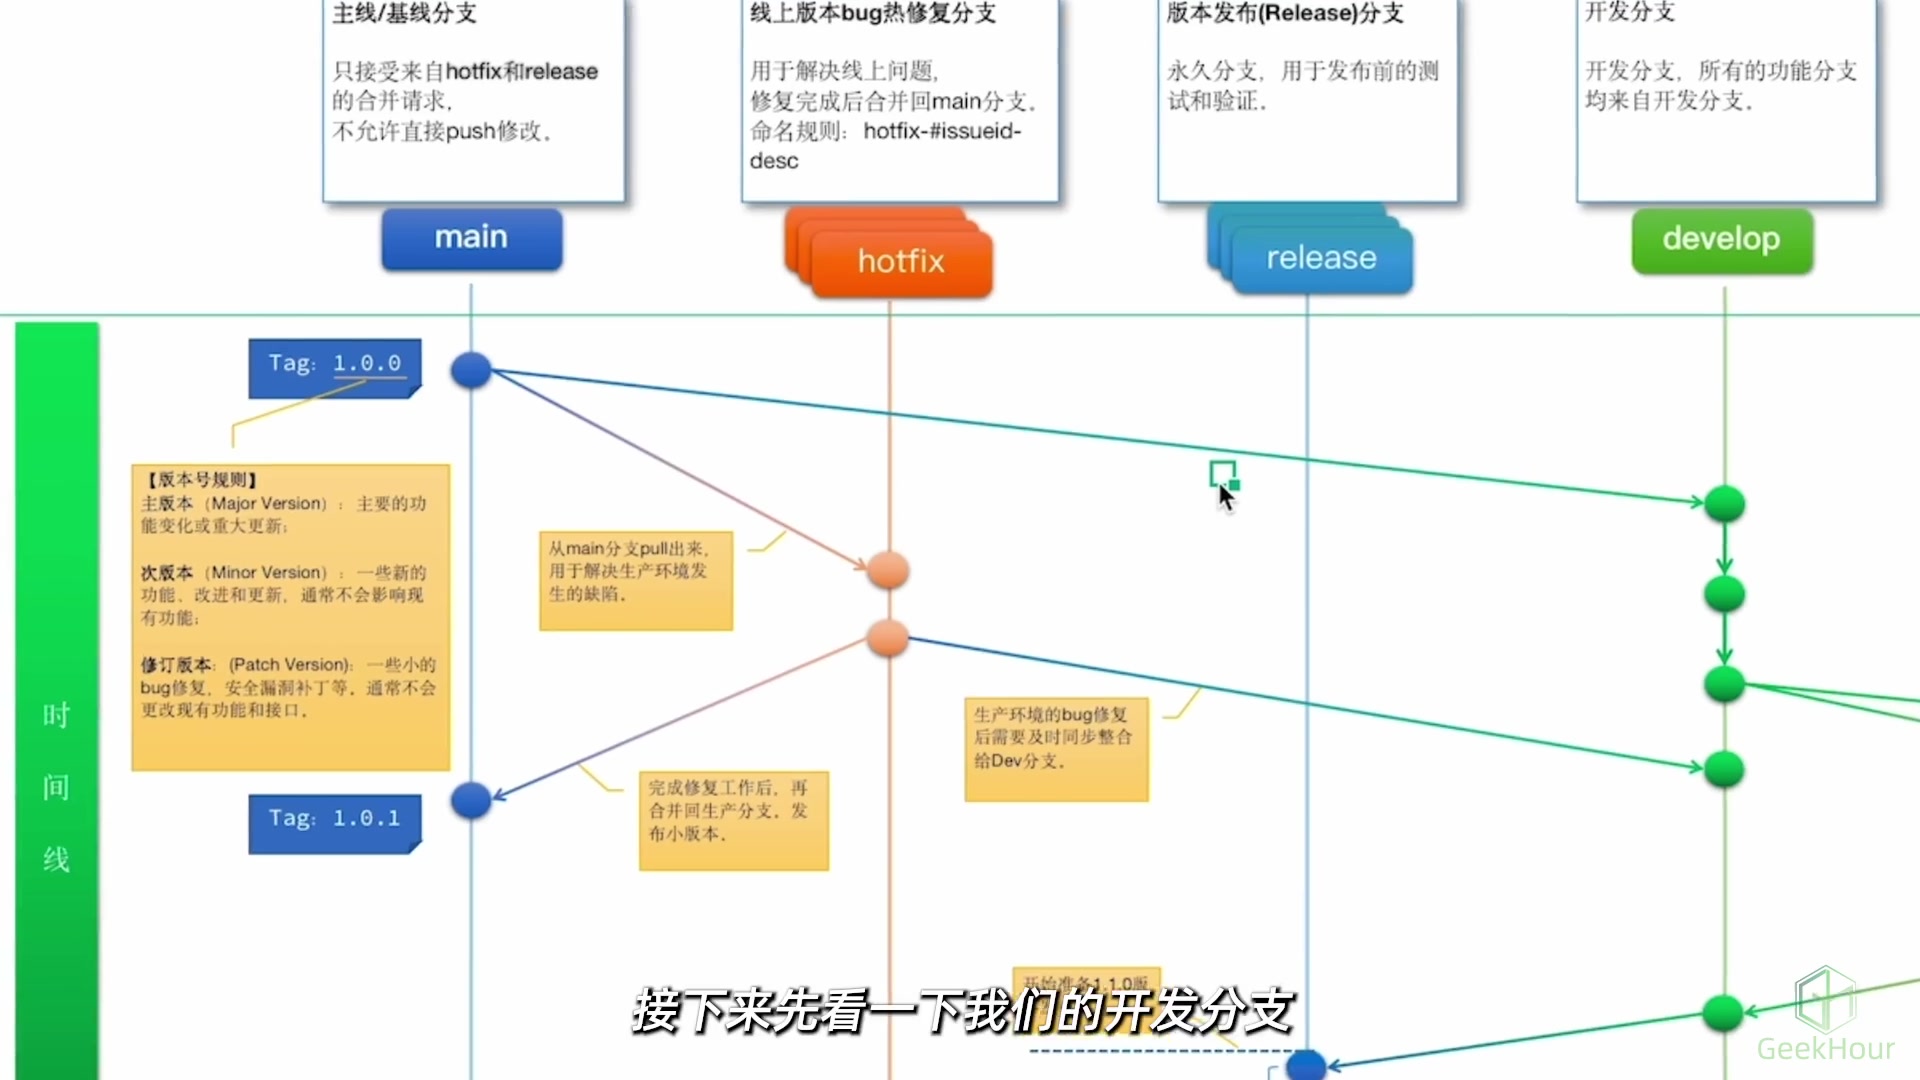 主线/基线分支
只接受来自hotfix和release
的合并请求,
不允许直接push修改。
线上版本bug热修复分支
用于解决线上问题,
修复完成后合并回main分支。
命名规则: hotfix-#issueid-
desc
版本发布(Release)分支
永久分支, 用于发布前的测
试和验证。
开发分支
开发分支, 所有的功能分支
均来自开发分支。
main
hotfix
release
develop
Tag: 1.0.0
【版本号规则】
主版本（Major Version）: 主要的功
能变化或重大更新;
次版本（Minor Version）: 一些新的
功能、改进和更新, 通常不会影响现
有功能;
修订版本: (Patch Version): 一些小的
bug修复, 安全漏洞补丁等。通常不会
更改现有功能和接口。
从main分支pull出来,
用于解决生产环境发
生的缺陷。
生产环境的bug修复
后需要及时同步整合
给Dev分支。
完成修复工作后, 再
合并回生产分支。发
布小版本。
Tag: 1.0.1
时
间
线
开始准备1.1.0版
接下来先看一下我们的开发分支
GeekHour